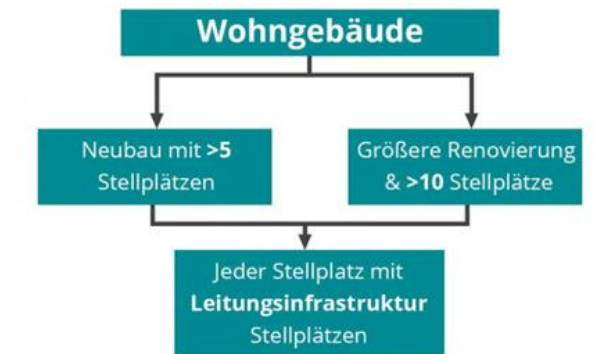 Wohngebäude
Neubau mit >5
Stellplätzen
Größere Renovierung
& >10 Stellplätze
Jeder Stellplatz mit
Leitungsinfrastruktur
Stellplätzen